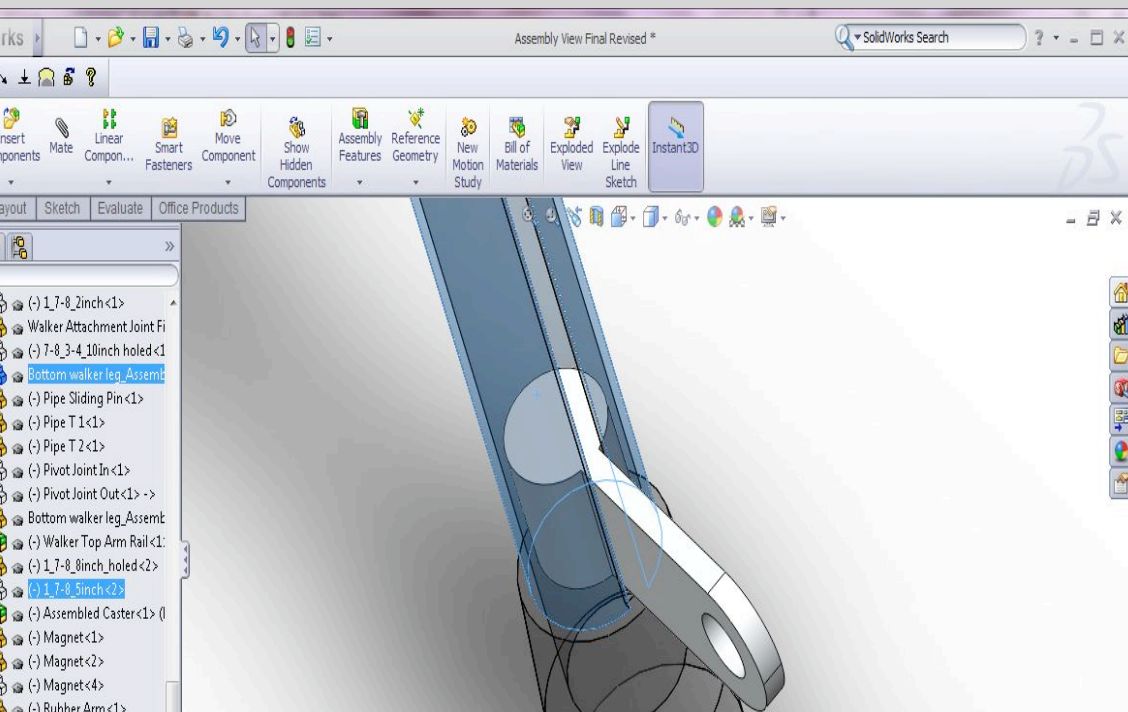 rks
Assembly View Final Revised *
SolidWorks Search
?
nsert
nponents
Mate
Linear
Compon...
Smart
Fasteners
Move
Component
Show
Hidden
Components
Assembly
Features
Reference
Geometry
New
Motion
Study
Bill of
Materials
Exploded
View
Explode
Line
Sketch
Instant3D
ayout
Sketch
Evaluate
Office Products
»
(-) 1_7-8_2inch<1>
Walker Attachment Joint Fi
(-) 7-8_3-4_10inch holed<1
Bottom walker leg_Assemb
(-) Pipe Sliding Pin<1>
(-) Pipe T 1<1>
(-) Pipe T 2<1>
(-) Pivot Joint In<1>
(-) Pivot Joint Out<1> ->
Bottom walker leg_Assemb
(-) Walker Top Arm Rail<1>
(-) 1_7-8_8inch_holed<2>
(-) 1_7-8_5inch<2>
(-) Assembled Caster<1> (
(-) Magnet<1>
(-) Magnet<2>
(-) Magnet<4>
(-) Rubber Arm<1>